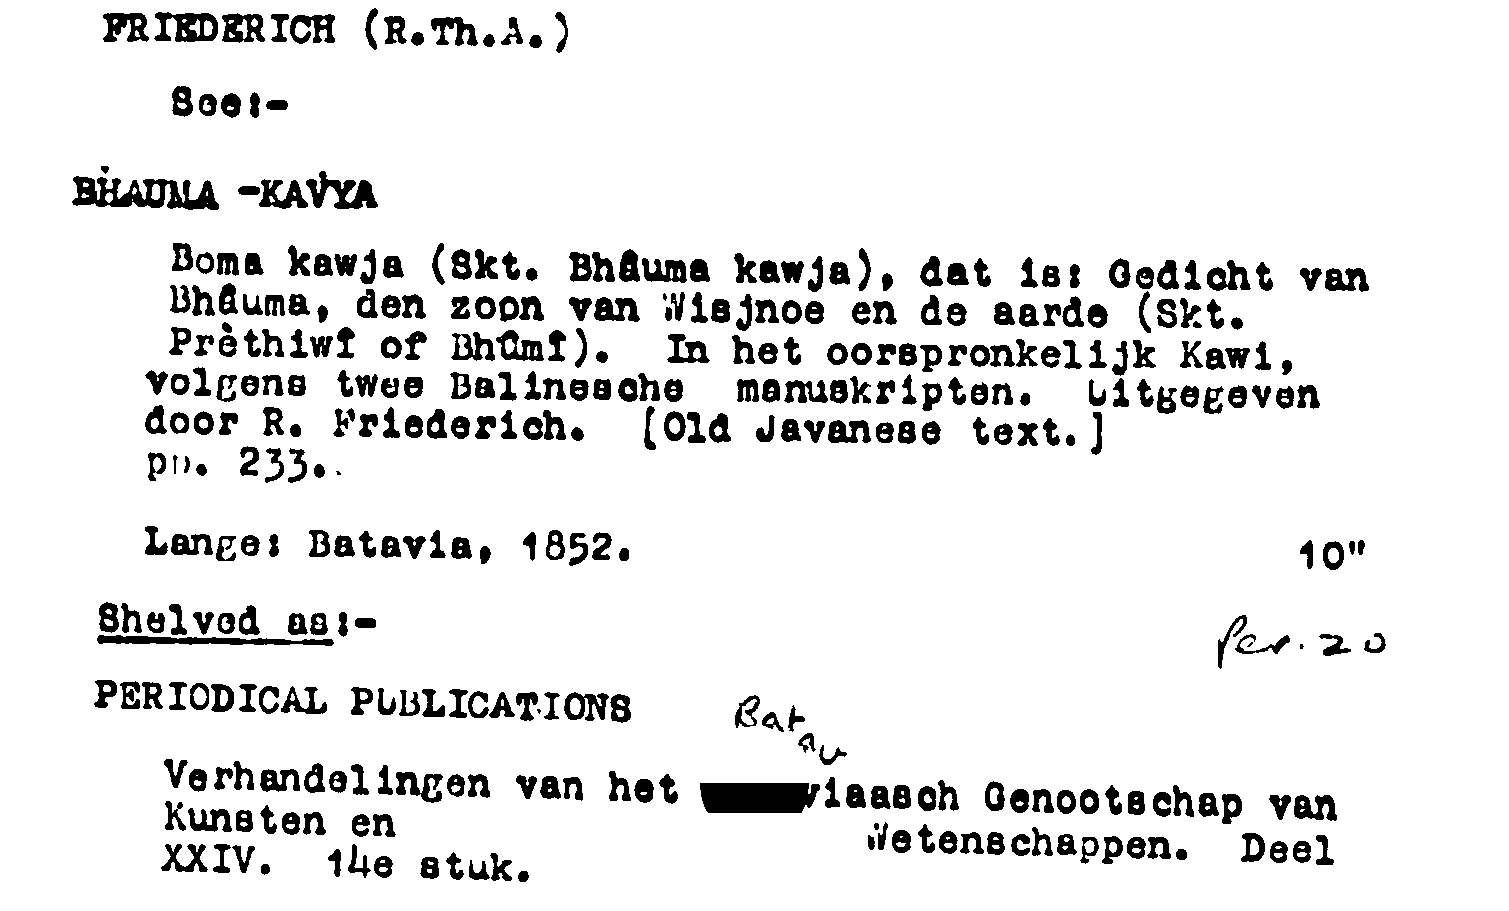 FRIEDERICH (R.Th.A.)
See:-
BHAUMA -KAVYA
Boma kawja (Skt. Bhâuma kawja), dat is: Gedicht van
Bhâuma, den zoon van Wisjnoe en de aarde (Skt.
Prèthiwî of Bhûmî). In het oorspronkelijk Kawi,
volgens twee Balinesche manuskripten. Uitgegeven
door R. Friederich. [Old Javanese text.]
pp. 233.
Lange: Batavia, 1852.
10"
Shelved as:-
Per. 20
PERIODICAL PUBLICATIONS
Batav
Verhandelingen van het viaasch Genootschap van
Kunsten en Wetenschappen. Deel
XXIV. 14e stuk.